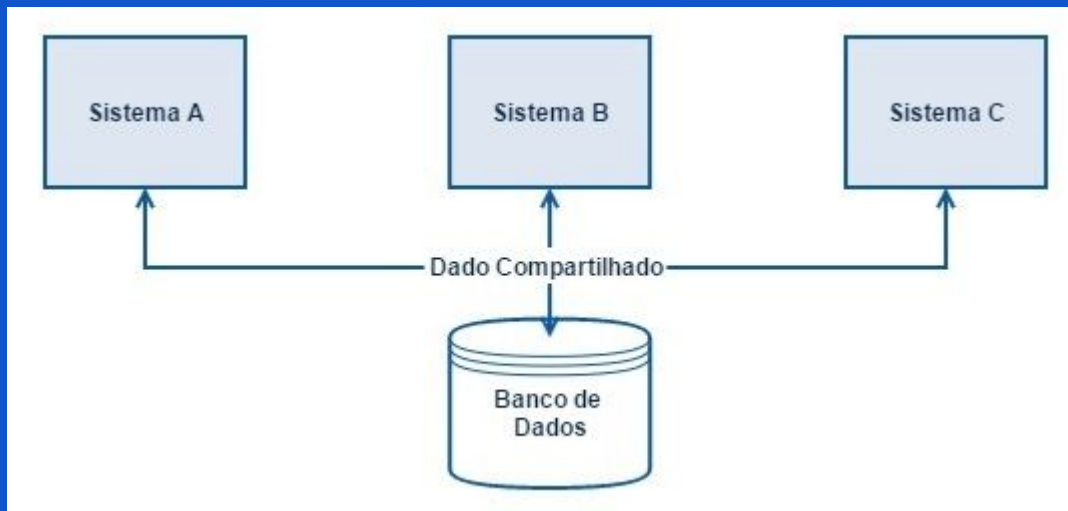 Sistema A
Sistema B
Sistema C
Dado Compartilhado
Banco de
Dados